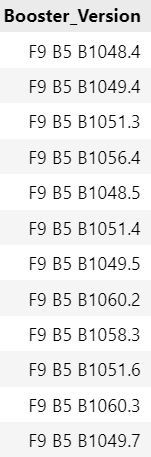 Booster_Version
F9 B5 B1048.4
F9 B5 B1049.4
F9 B5 B1051.3
F9 B5 B1056.4
F9 B5 B1048.5
F9 B5 B1051.4
F9 B5 B1049.5
F9 B5 B1060.2
F9 B5 B1058.3
F9 B5 B1051.6
F9 B5 B1060.3
F9 B5 B1049.7